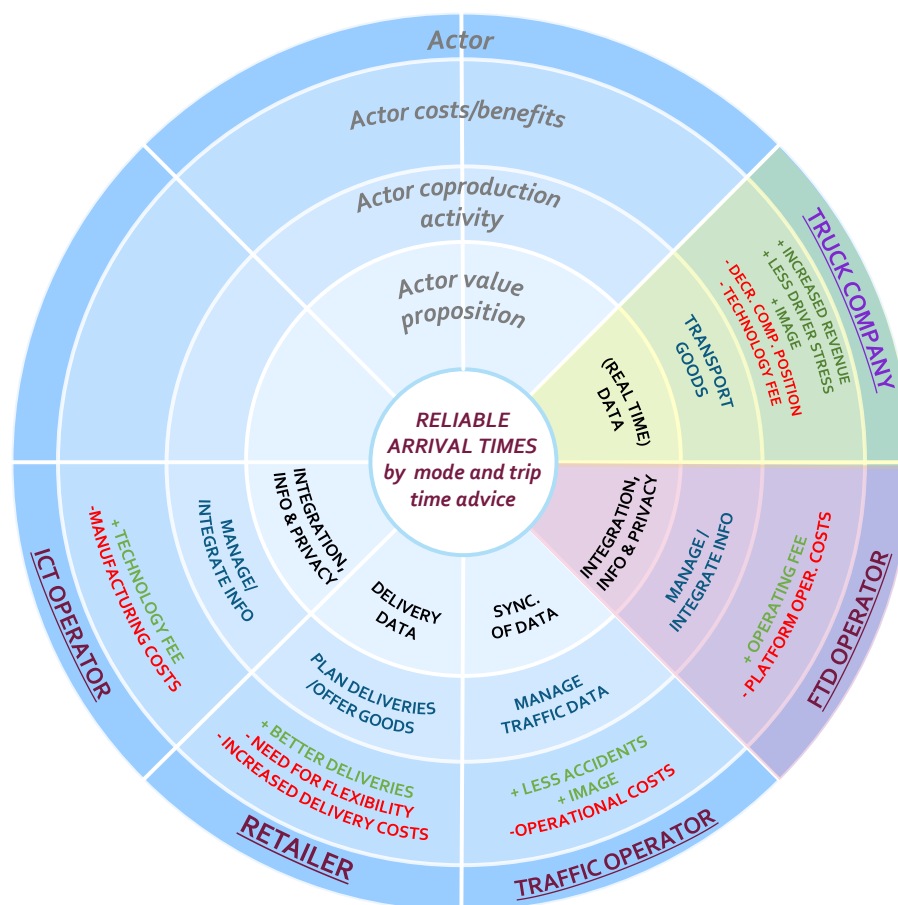 Actor
Actor costs/benefits
Actor coproduction
activity
Actor value
proposition
RELIABLE
ARRIVAL TIMES
by mode and trip
time advice
TRUCK COMPANY
+ INCREASED REVENUE
+ LESS DRIVER STRESS
+ IMAGE
- DECR. COMP. POSITION
- TECHNOLOGY FEE
TRANSPORT
GOODS
(REAL TIME)
DATA
FTD OPERATOR
+ OPERATING FEE
- PLATFORM OPER. COSTS
MANAGE /
INTEGRATE INFO
INTEGRATION,
INFO & PRIVACY
TRAFFIC OPERATOR
+ LESS ACCIDENTS
+ IMAGE
-OPERATIONAL COSTS
MANAGE
TRAFFIC DATA
SYNC.
OF DATA
RETAILER
+ BETTER DELIVERIES
- NEED FOR FLEXIBILITY
- INCREASED DELIVERY COSTS
PLAN DELIVERIES
/OFFER GOODS
DELIVERY
DATA
ICT OPERATOR
+ TECHNOLOGY FEE
-MANUFACTURING COSTS
MANAGE/
INTEGRATE INFO
INTEGRATION,
INFO & PRIVACY